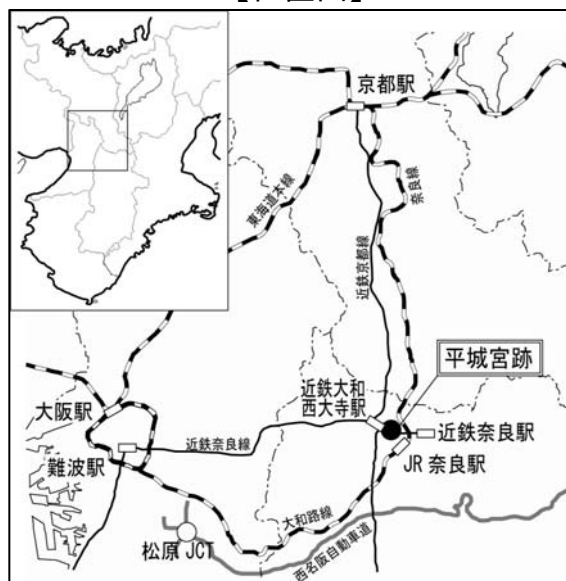 京都駅
東海道本線
奈良線
近鉄京都線
平城宮跡
近鉄大和
西大寺駅
大阪駅
近鉄奈良線
近鉄奈良駅
難波駅
JR奈良駅
大和路線
松原JCT
西名阪自動車道